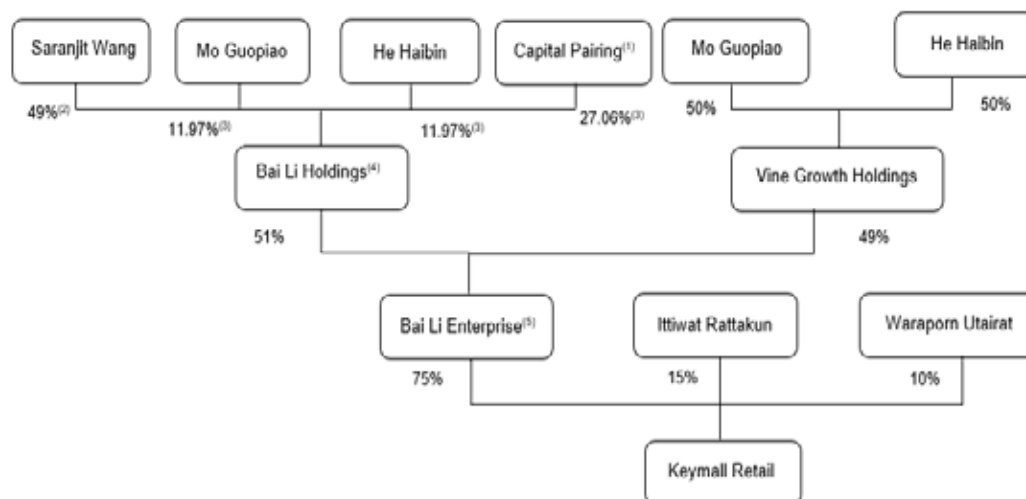 Saranjit Wang
Mo Guopiao
He Haibin
Capital Pairing(1)
Mo Guopiao
He Haibin
49%(2)
11.97%(3)
11.97%(3)
27.06%(3)
50%
50%
Bai Li Holdings(4)
Vine Growth Holdings
51%
49%
Bai Li Enterprise(5)
Ittiwat Rattakun
Waraporn Utairat
75%
15%
10%
Keymall Retail